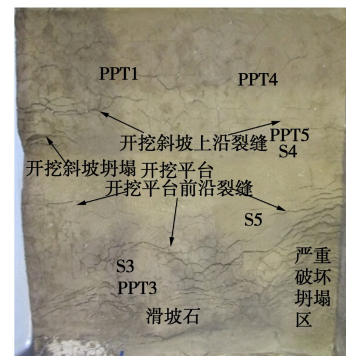 PPT1
PPT4
开挖斜坡上沿裂缝
PPT5
S4
开挖斜坡坍塌
开挖平台
开挖平台前沿裂缝
S5
S3
PPT3
滑坡石
严重
破坏
坍塌
区